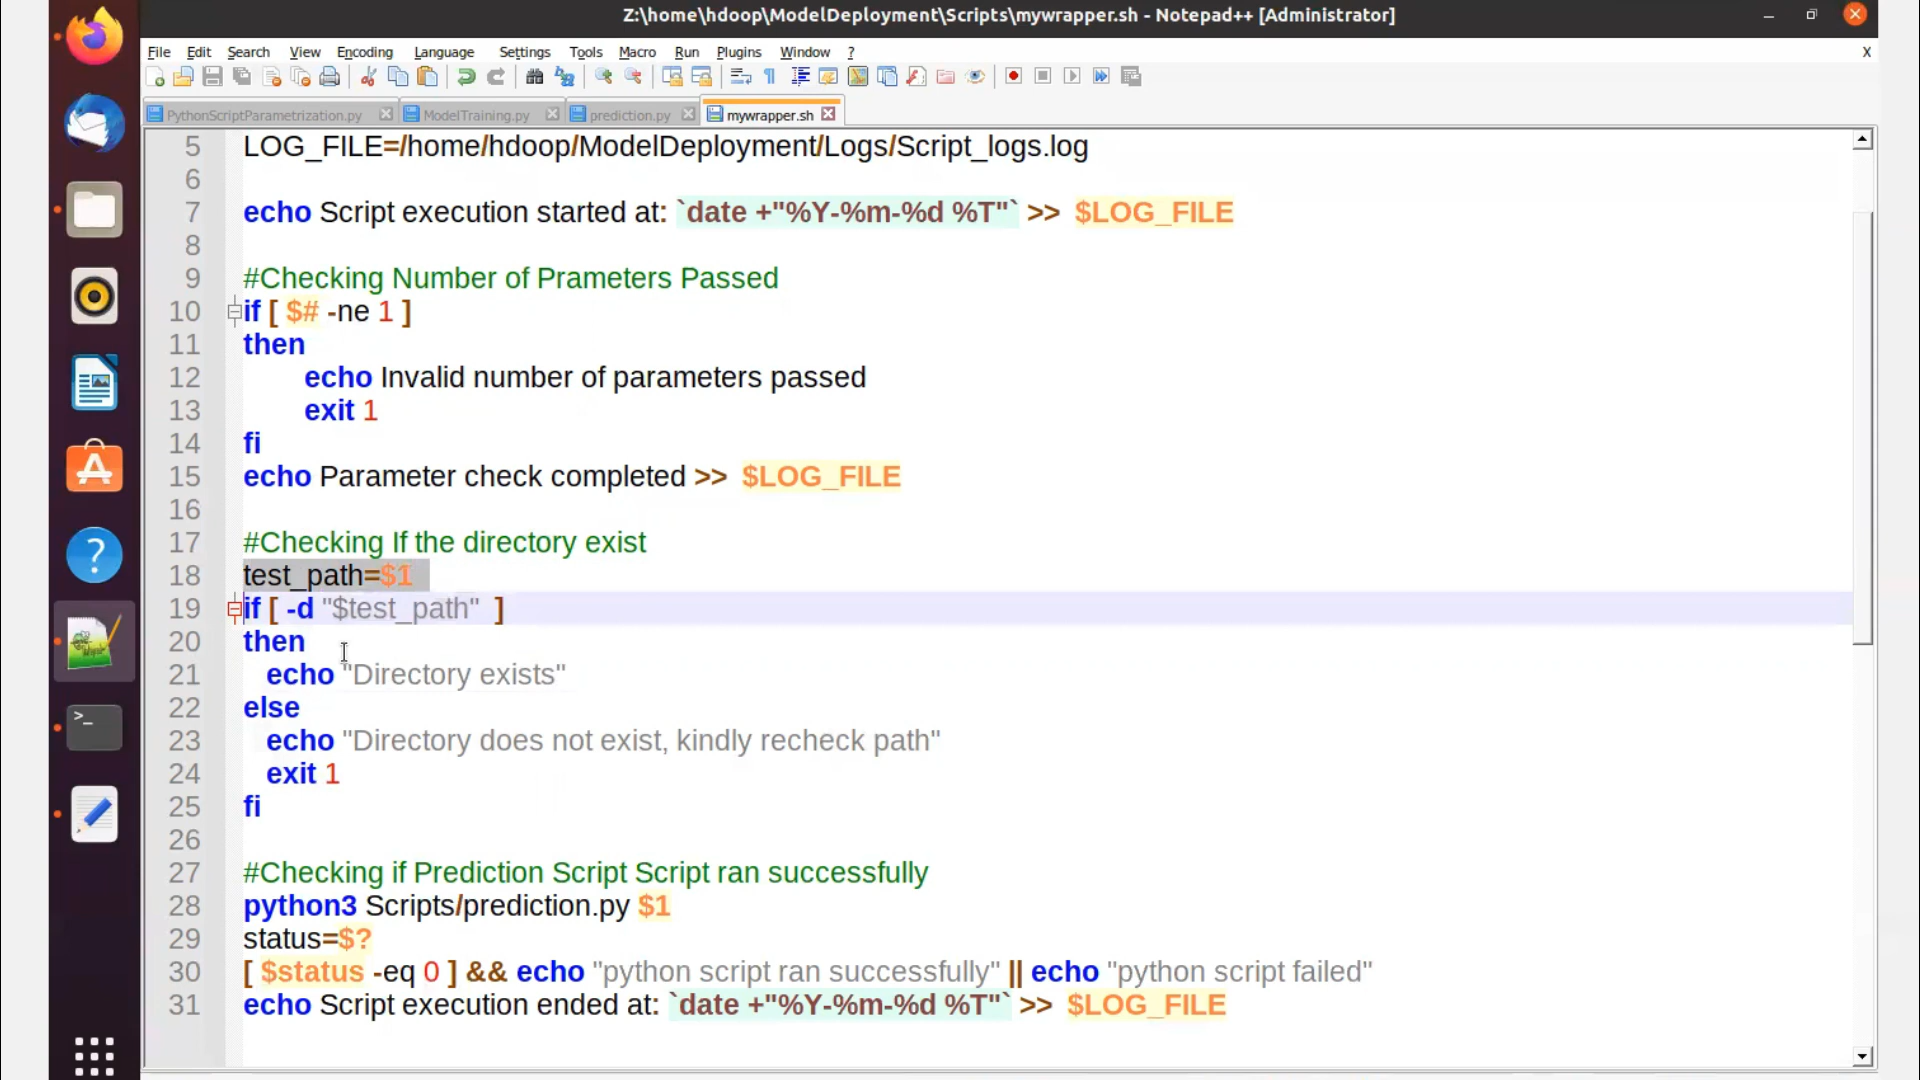 Z:\home\hdoop\ModelDeployment\Scripts\mywrapper.sh - Notepad++ [Administrator]
File Edit Search View Encoding Language Settings Tools Macro Run Plugins Window ? X
PythonScriptParametrization.py ModelTraining.py prediction.py mywrapper.sh
5 LOG_FILE=/home/hdoop/ModelDeployment/Logs/Script_logs.log
6
7 echo Script execution started at: `date +"%Y-%m-%d %T"` >> $LOG_FILE
8
9 #Checking Number of Prameters Passed
10 if [ $# -ne 1 ]
11 then
12 echo Invalid number of parameters passed
13 exit 1
14 fi
15 echo Parameter check completed >> $LOG_FILE
16
17 #Checking If the directory exist
18 test_path=$1
19 if [ -d "$test_path" ]
20 then
21 echo "Directory exists"
22 else
23 echo "Directory does not exist, kindly recheck path"
24 exit 1
25 fi
26
27 #Checking if Prediction Script Script ran successfully
28 python3 Scripts/prediction.py $1
29 status=$?
30 [ $status -eq 0 ] && echo "python script ran successfully" || echo "python script failed"
31 echo Script execution ended at: `date +"%Y-%m-%d %T"` >> $LOG_FILE